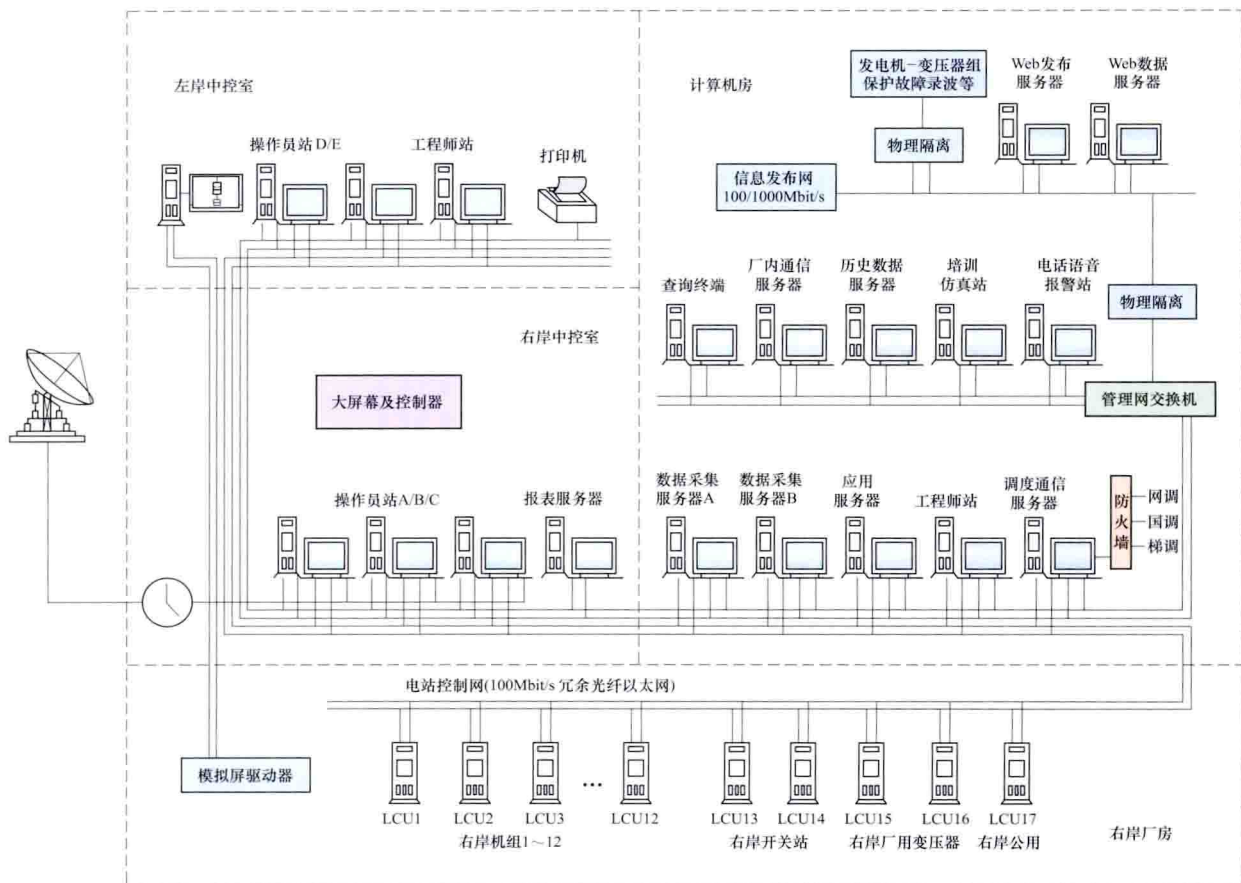 左岸中控室
操作员站 D/E
工程师站
打印机
计算机房
发电机-变压器组
保护故障录波等
Web发布
服务器
Web数据
服务器
物理隔离
信息发布网
100/1000Mbit/s
查询终端
厂内通信
服务器
历史数据
服务器
培训
仿真站
电话语音
报警站
物理隔离
管理网交换机
右岸中控室
大屏幕及控制器
操作员站A/B/C
报表服务器
数据采集
服务器A
数据采集
服务器B
应用
服务器
工程师站
调度通信
服务器
防火墙
网调
国调
梯调
电站控制网(100Mbit/s 冗余光纤以太网)
模拟屏驱动器
LCU1
LCU2
LCU3
…
LCU12
LCU13
LCU14
LCU15
LCU16
LCU17
右岸机组1～12
右岸开关站
右岸厂用变压器
右岸公用
右岸厂房